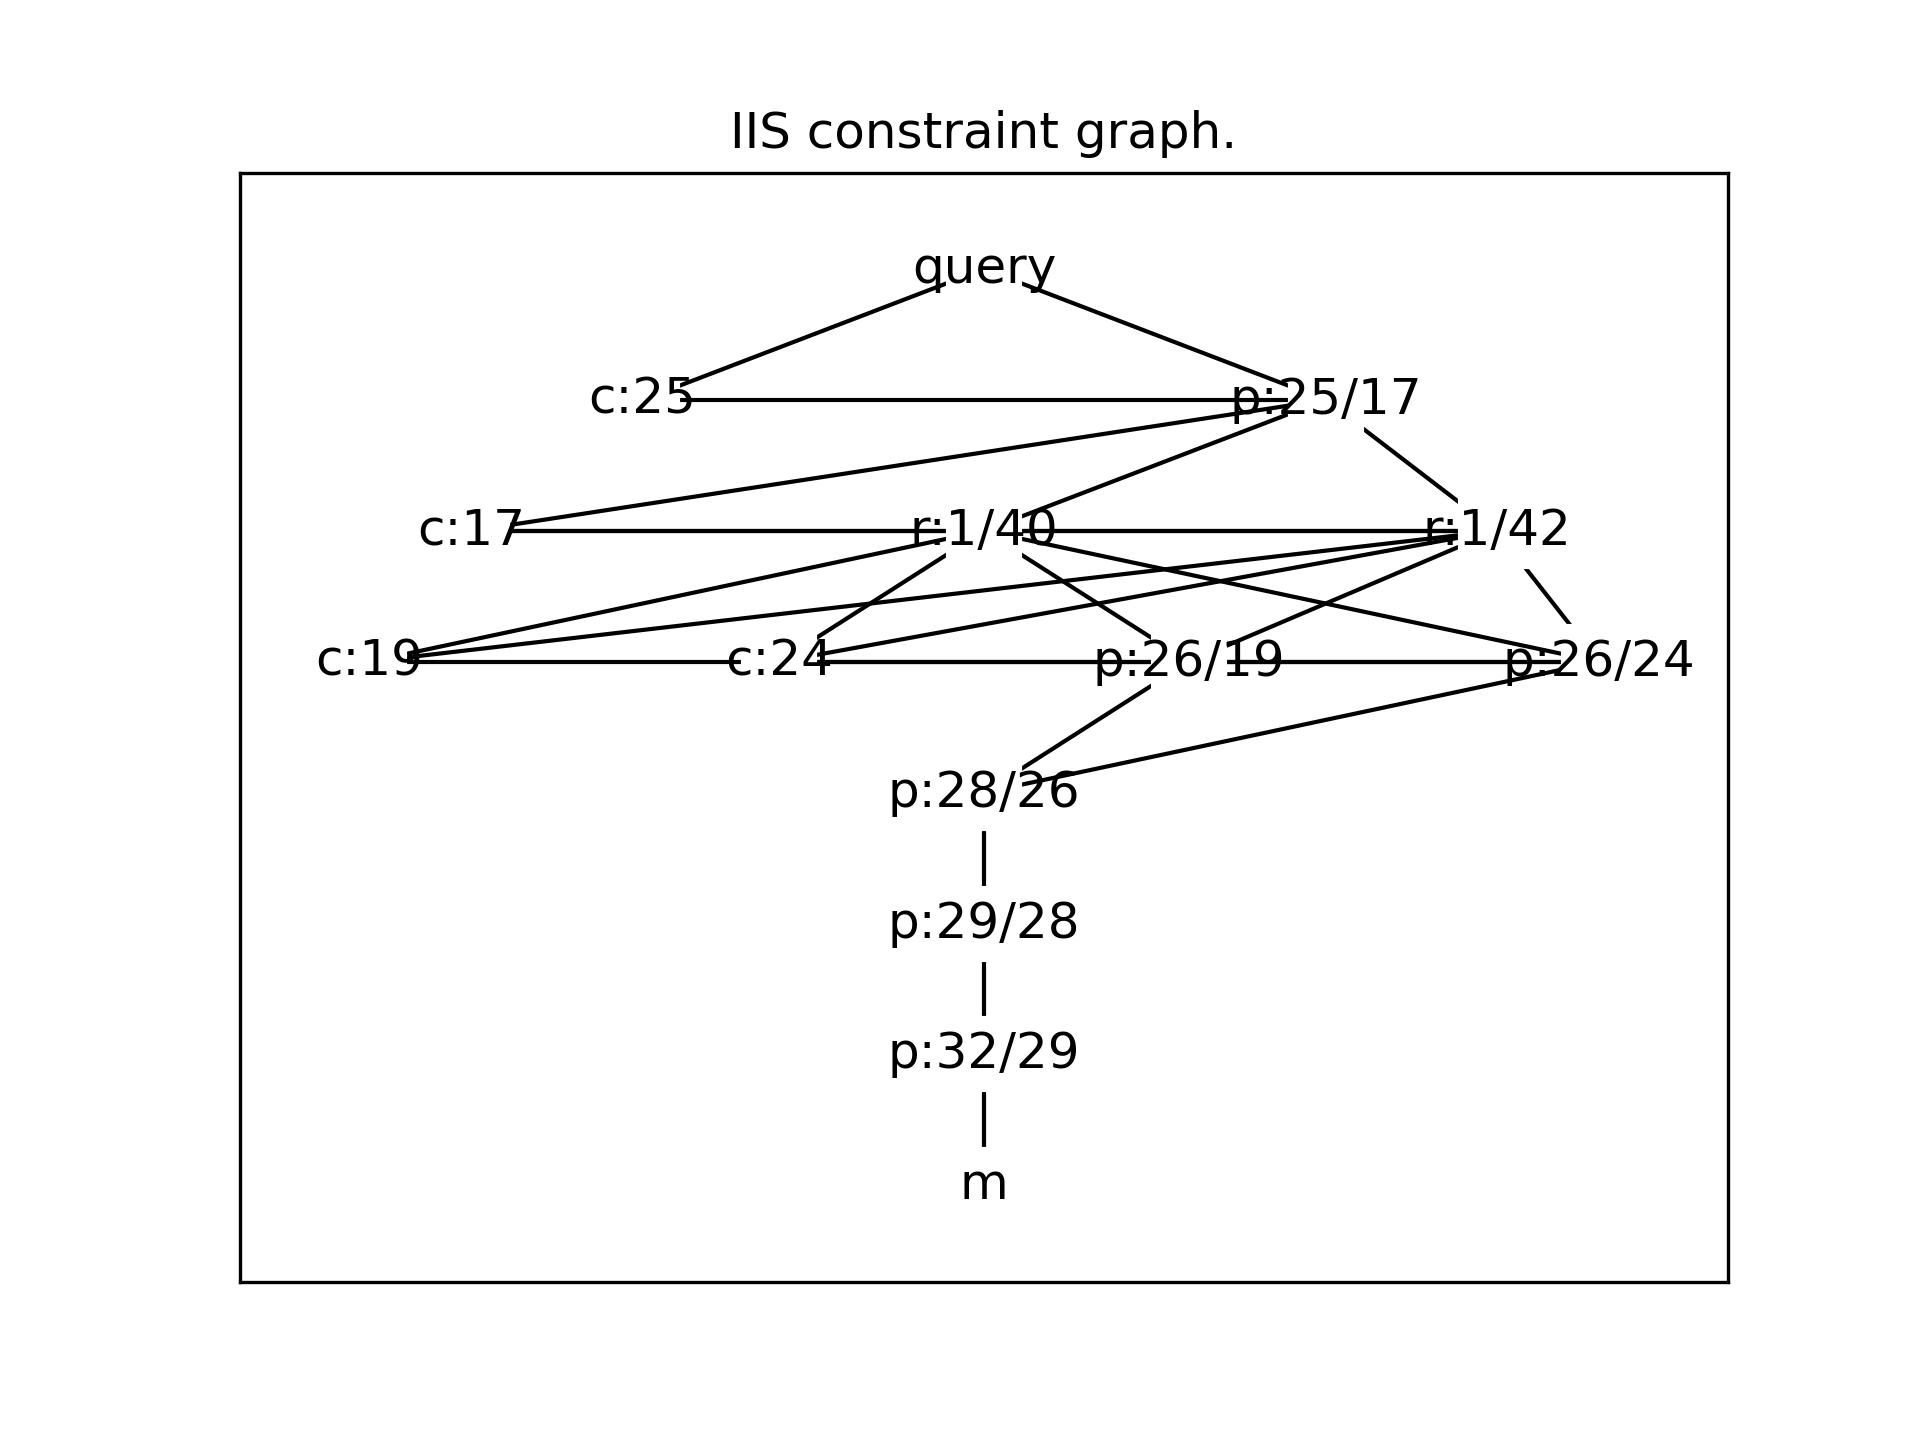 IIS constraint graph.
query
c:25 p:25/17
c:17 r:1/40 r:1/42
c:19 c:24 p:26/19 p:26/24
p:28/26
p:29/28
p:32/29
m